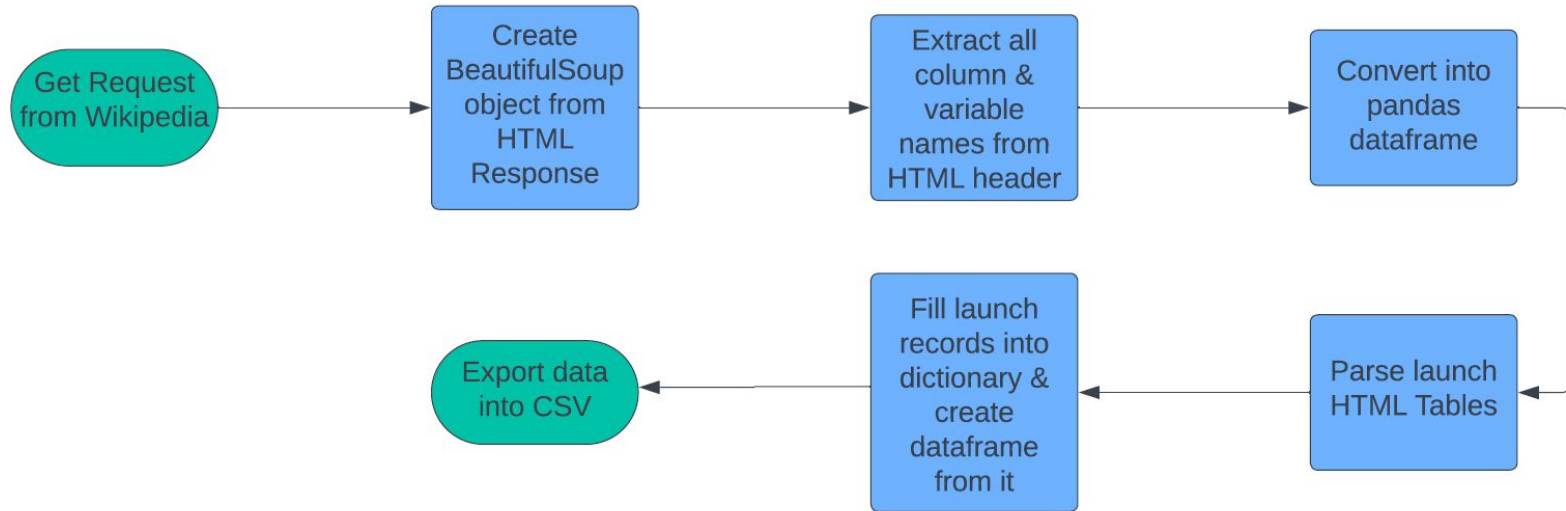 Get Request
from Wikipedia
Create
BeautifulSoup
object from
HTML
Response
Extract all
column &
variable
names from
HTML header
Convert into
pandas
dataframe
Parse launch
HTML Tables
Fill launch
records into
dictionary &
create
dataframe
from it
Export data
into CSV